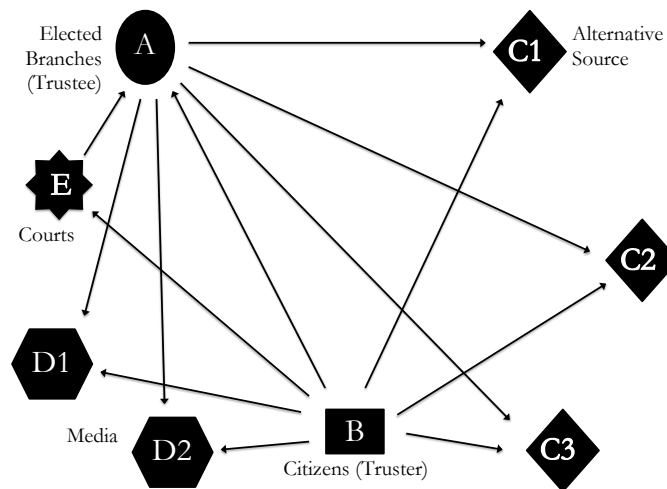 Elected
Branches
(Trustee)
A
C1
Alternative
Source
E
Courts
C2
D1
Media
D2
B
Citizens (Truster)
C3